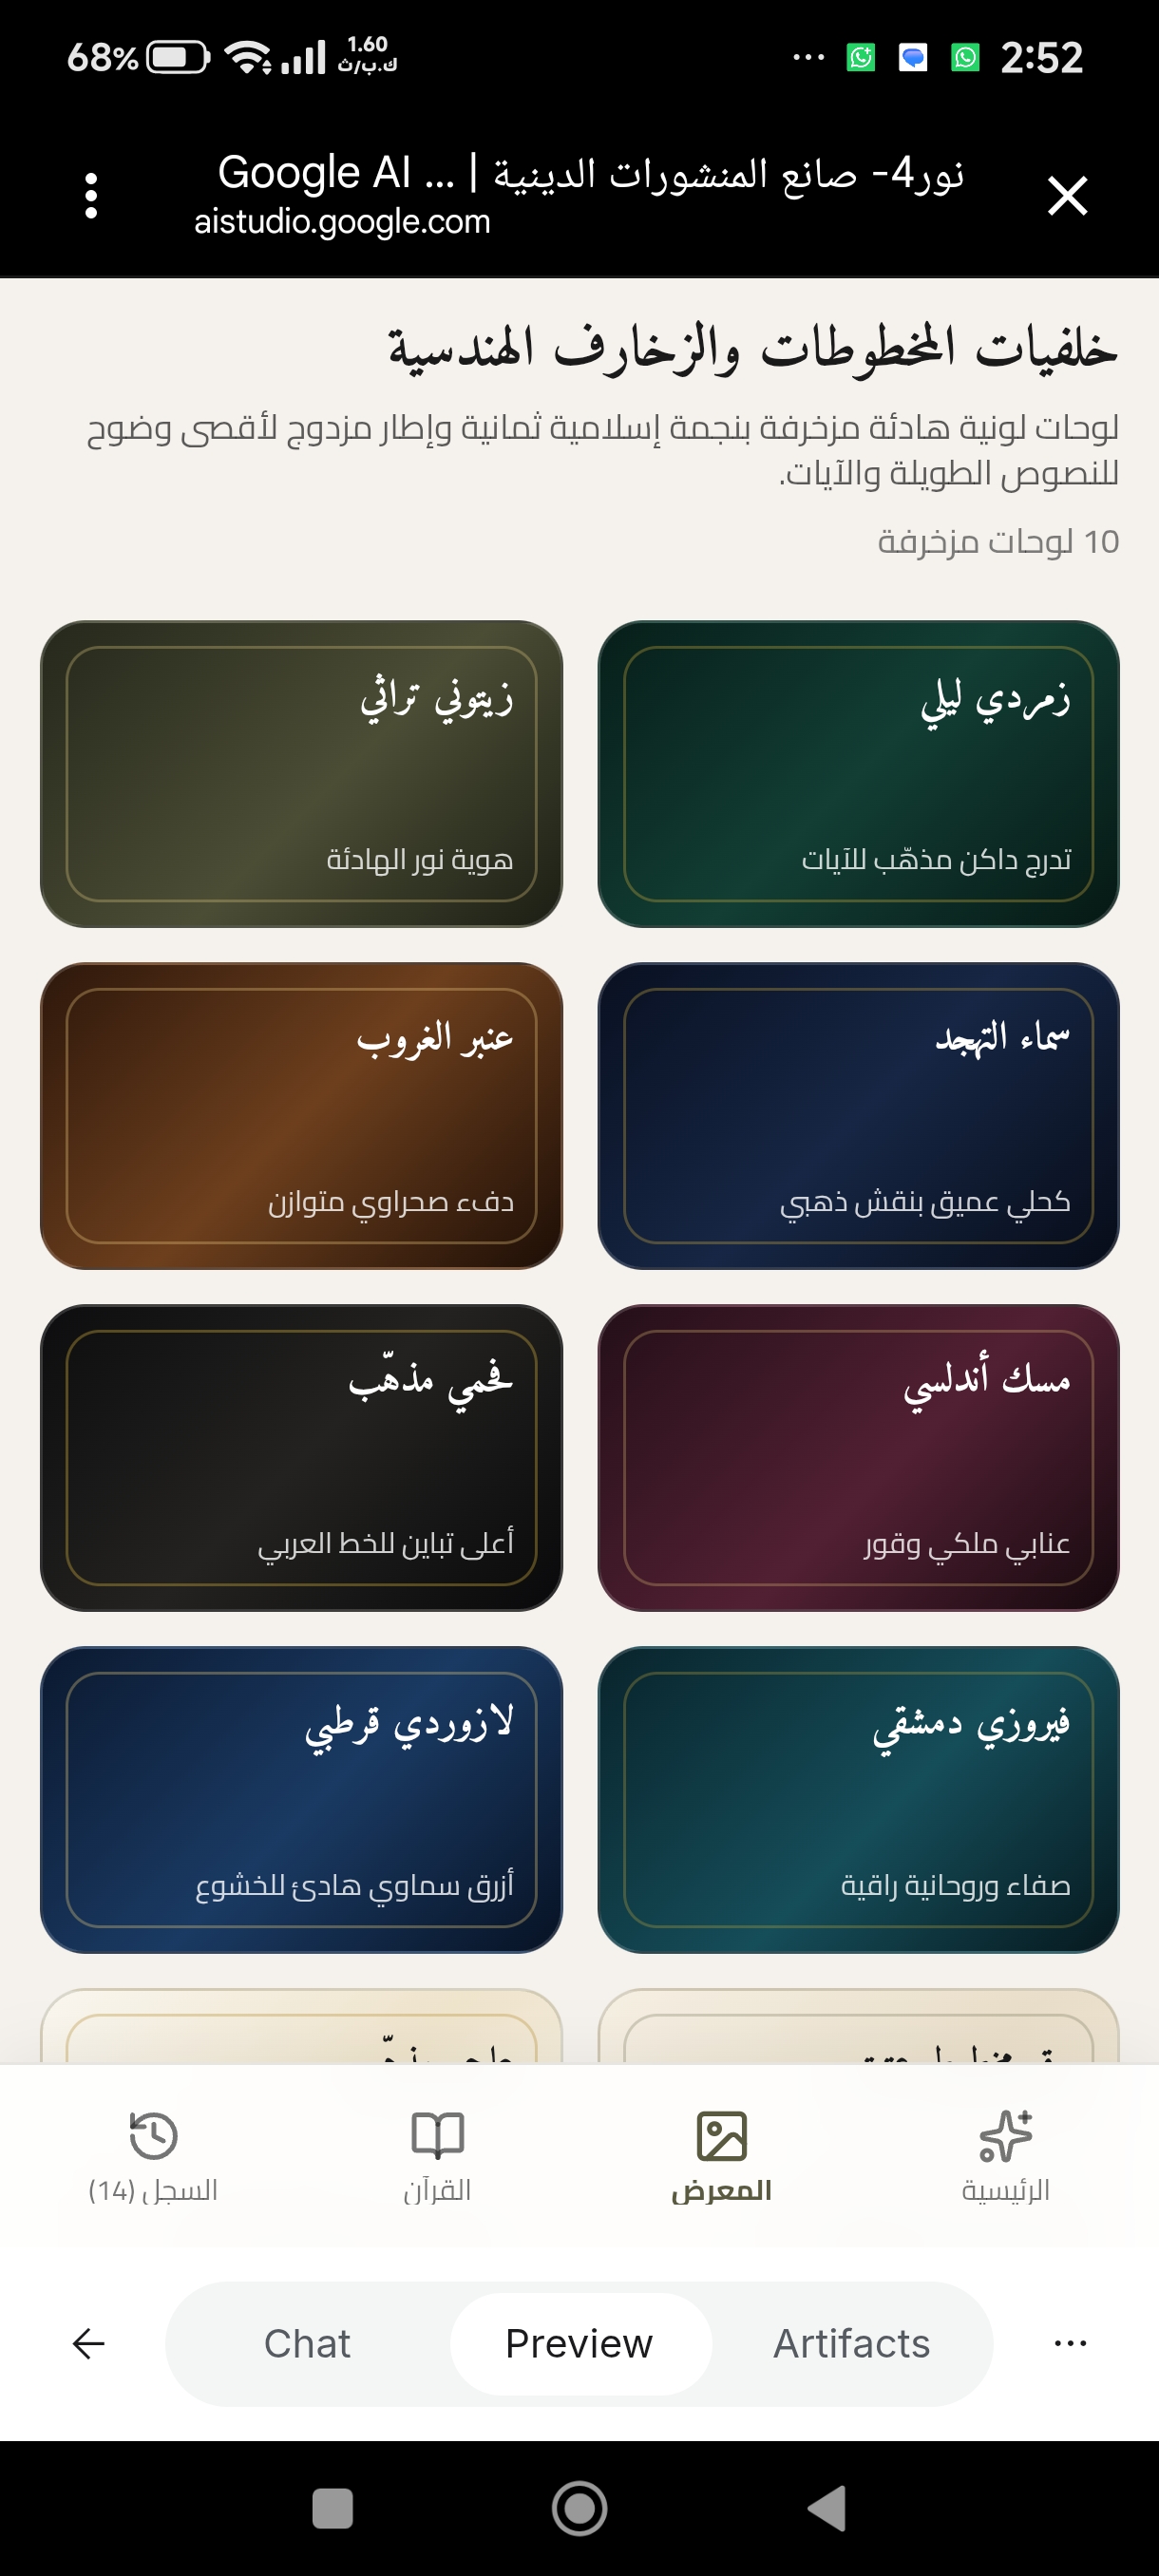 68%
1.60
ك.ب/ث
2:52
نور4- صانع المنشورات الدينية | ... Google AI
aistudio.google.com
خلفيات المخطوطات والزخارف الهندسية
لوحات لونية هادئة مزخرفة بنجمة إسلامية ثمانية وإطار مزدوج لأقصى وضوح
للنصوص الطويلة والآيات.
10 لوحات مزخرفة
زمردي ليلي
تدرج داكن مذهّب للآيات
زيتوني تراثي
هوية نور الهادئة
سماء التهجد
كحلي عميق بنقش ذهبي
عنبر الغروب
دفء صحراوي متوازن
مسك أندلسي
عنابي ملكي وقور
فحمي مذهّب
أعلى تباين للخط العربي
فيروزي دمشقي
صفاء وروحانية راقية
لازوردي قرطبي
أزرق سماوي هادئ للخشوع
الرئيسية
المعرض
القرآن
السجل (14)
Chat
Preview
Artifacts